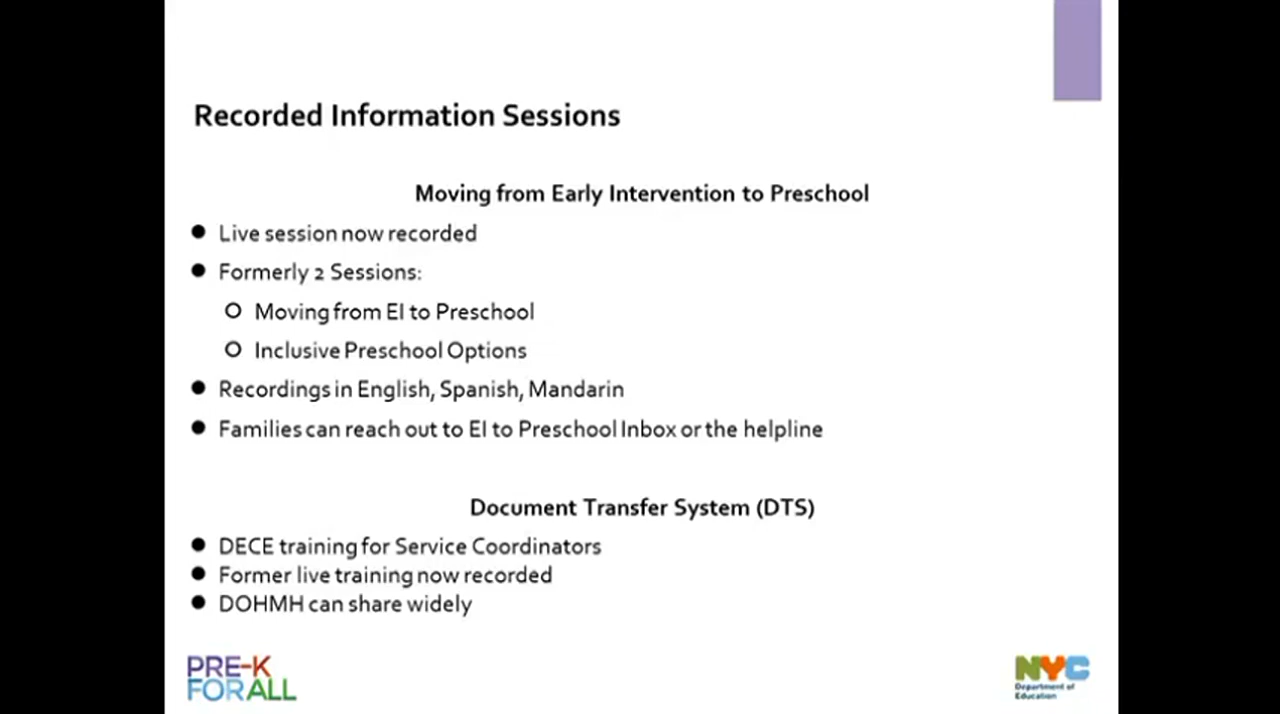 Recorded Information Sessions
Moving from Early Intervention to Preschool
● Live session now recorded
● Formerly 2 Sessions:
○ Moving from EI to Preschool
○ Inclusive Preschool Options
● Recordings in English, Spanish, Mandarin
● Families can reach out to EI to Preschool Inbox or the helpline
Document Transfer System (DTS)
● DECE training for Service Coordinators
● Former live training now recorded
● DOHMH can share widely
PRE-K
FOR ALL
NYC
Department of
Education